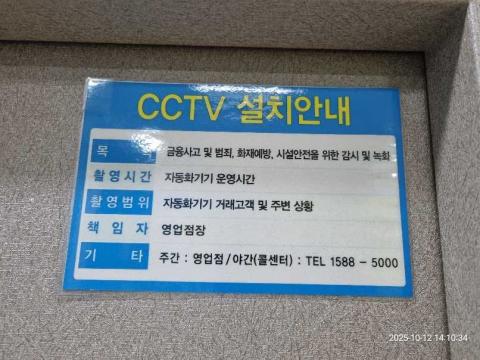 CCTV 설치안내
목 적 금융사고 및 범죄, 화재예방, 시설안전을 위한 감시 및 녹화
촬영시간 자동화기기 운영시간
촬영범위 자동화기기 거래고객 및 주변 상황
책임자 영업점장
기 타 주간 : 영업점/야간(콜센터) : TEL 1588 - 5000
2025-10-12 14:10:34